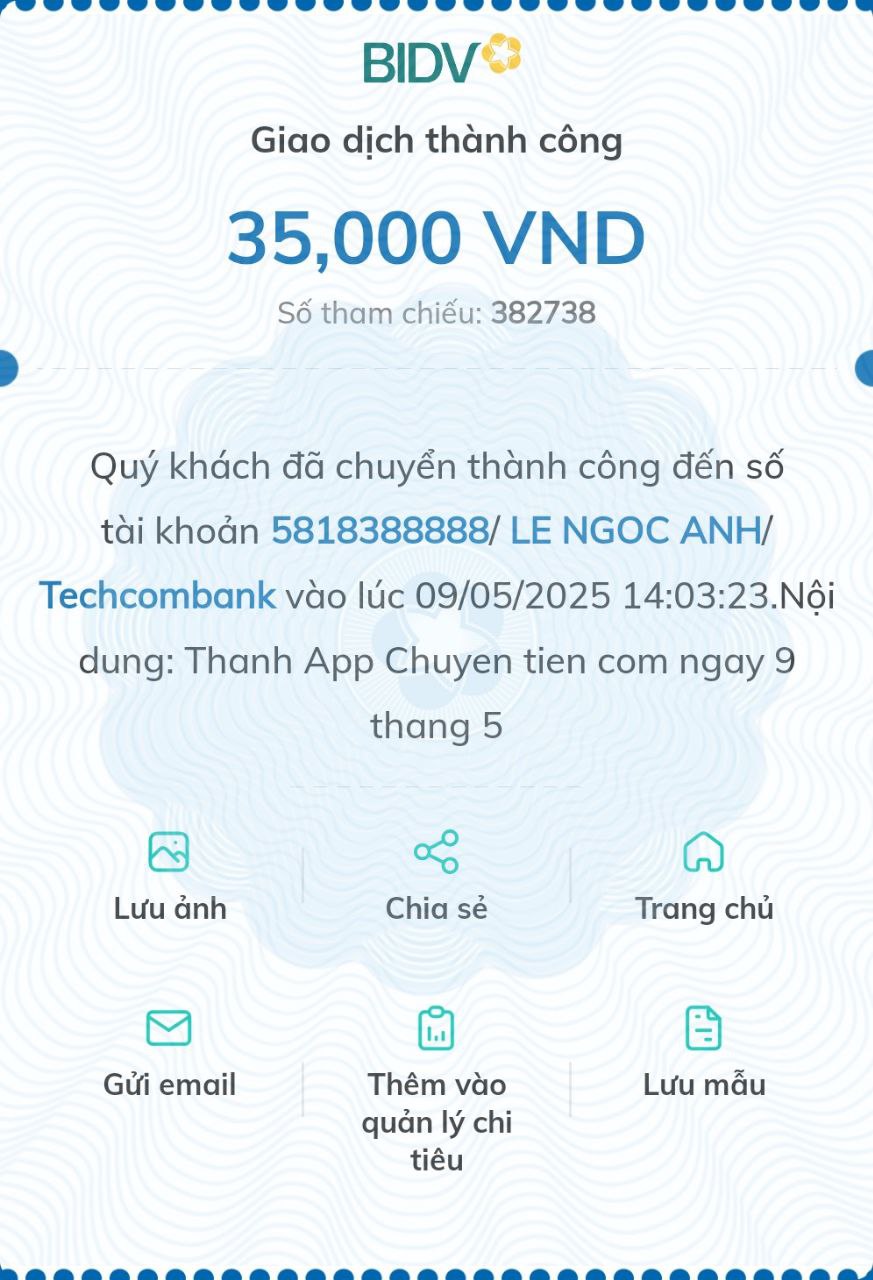 BIDV
Giao dịch thành công
35,000 VND
Số tham chiếu: 382738
Quý khách đã chuyển thành công đến số
tài khoản 5818388888/ LE NGOC ANH/
Techcombank vào lúc 09/05/2025 14:03:23.Nội
dung: Thanh App Chuyen tien com ngay 9
thang 5
Lưu ảnh
Chia sẻ
Trang chủ
Gửi email
Thêm vào
quản lý chi
tiêu
Lưu mẫu